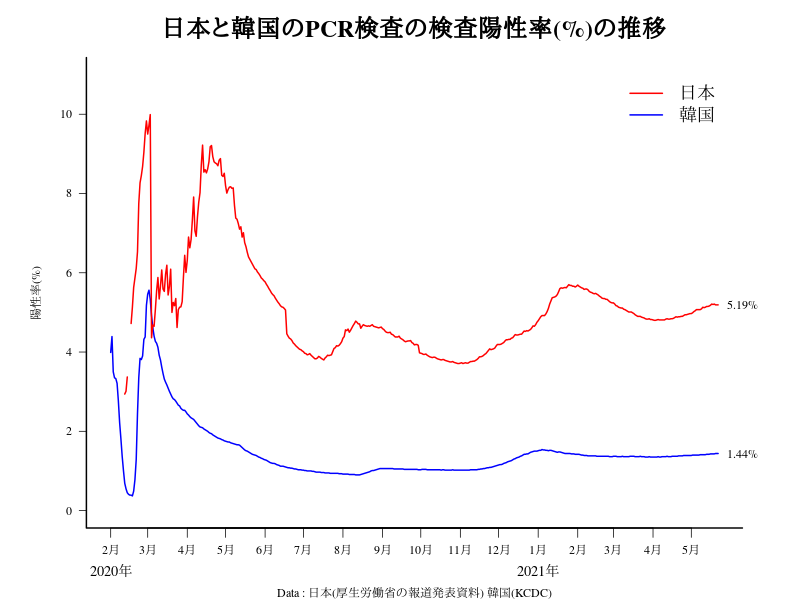 日本と韓国のPCR検査の検査陽性率(%)の推移
日本
韓国
陽性率(%)
10
8
6
4
2
0
5.19%
1.44%
2月 3月 4月 5月 6月 7月 8月 9月 10月 11月 12月 1月 2月 3月 4月 5月
2020年 2021年
Data : 日本(厚生労働省の報道発表資料) 韓国(KCDC)